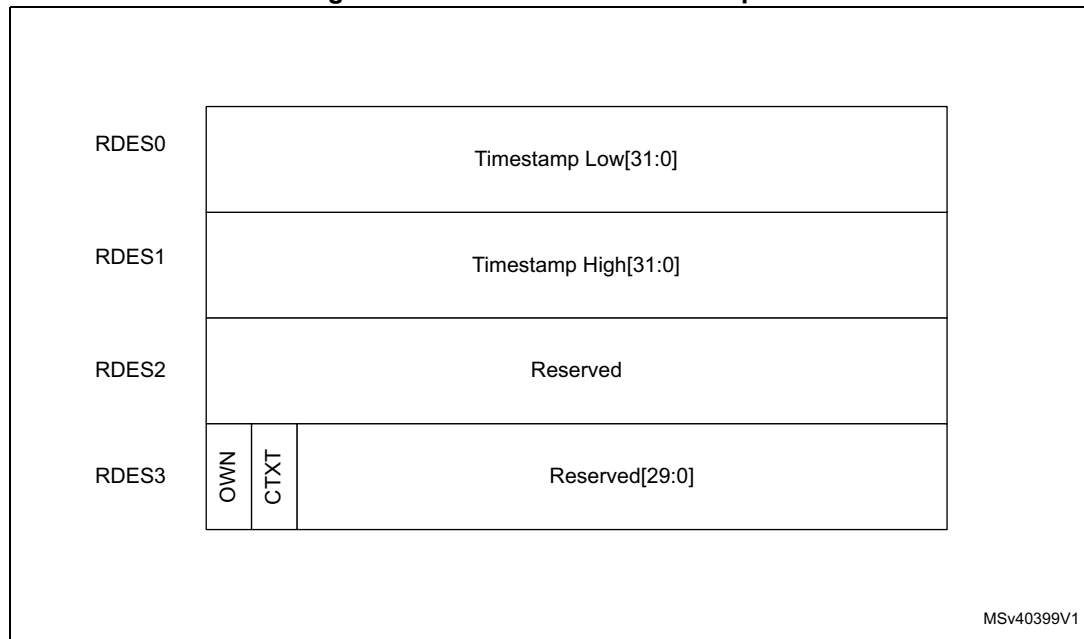 RDES0
Timestamp Low[31:0]
RDES1
Timestamp High[31:0]
RDES2
Reserved
RDES3
OWN
CTXT
Reserved[29:0]
MSv40399V1